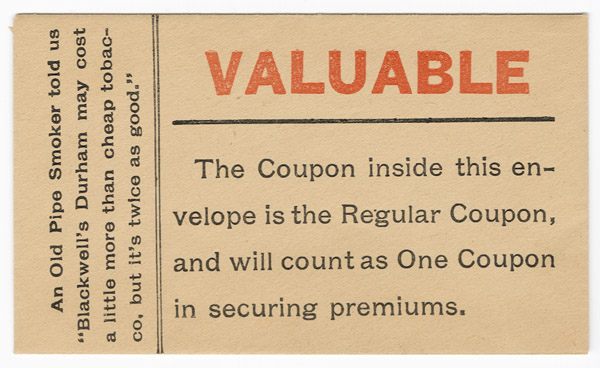 An Old Pipe Smoker told us
"Blackwell's Durham may cost
a little more than cheap tobac-
co, but it's twice as good."
VALUABLE
The Coupon inside this en-
velope is the Regular Coupon,
and will count as One Coupon
in securing premiums.